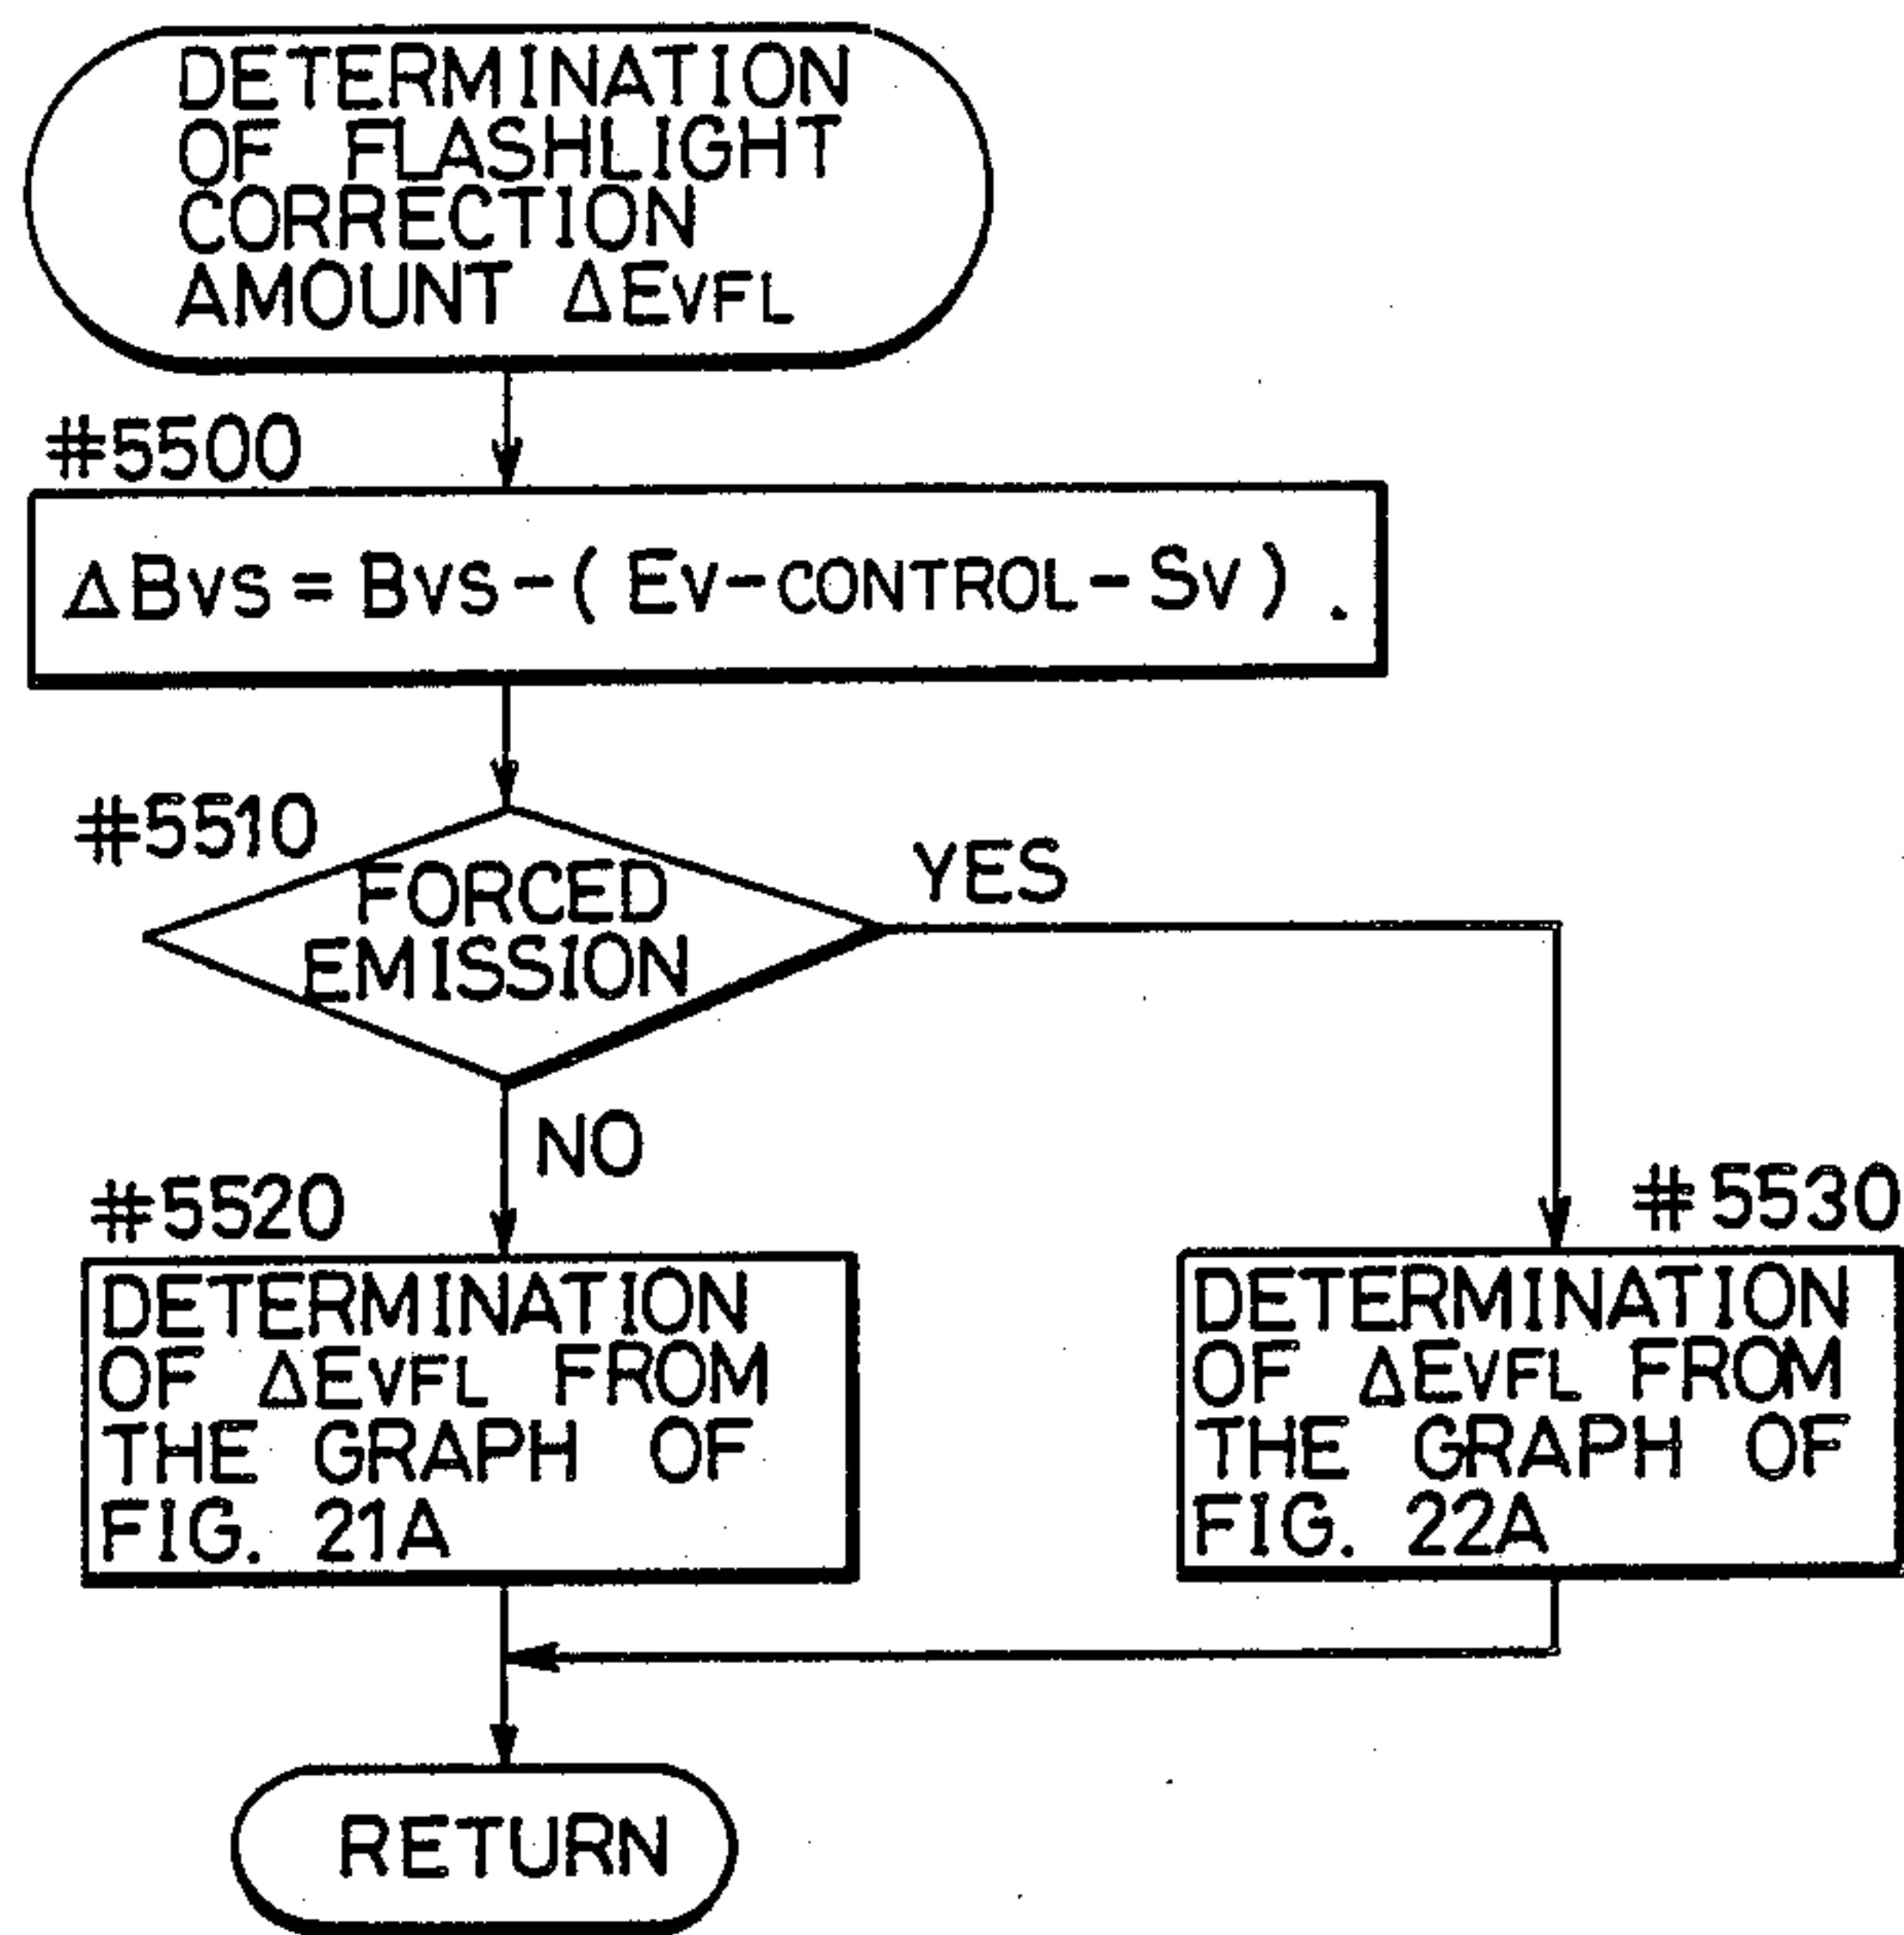 DETERMINATION
OF FLASHLIGHT
CORRECTION
AMOUNT ΔEVFL
#5500
ΔBVS = BVS - ( EV-CONTROL - SV ) .
#5510
FORCED
EMISSION
YES
NO
#5520
DETERMINATION
OF ΔEVFL FROM
THE GRAPH OF
FIG. 21A
#5530
DETERMINATION
OF ΔEVFL FROM
THE GRAPH OF
FIG. 22A
RETURN